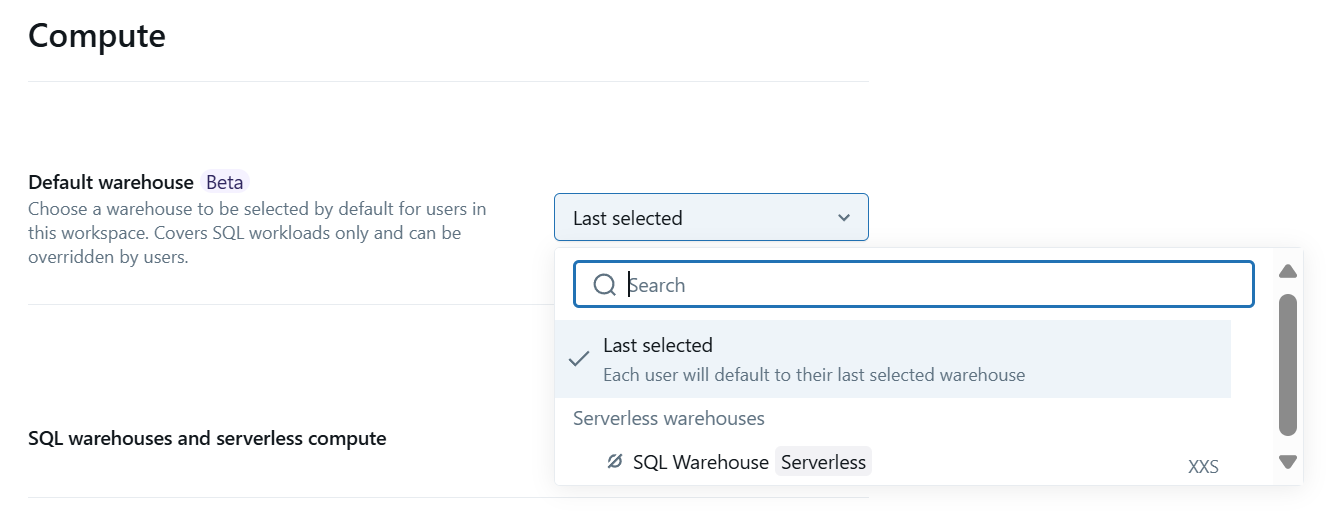 Compute
Default warehouse Beta
Choose a warehouse to be selected by default for users in
this workspace. Covers SQL workloads only and can be
overridden by users.
Last selected
Search
Last selected
Each user will default to their last selected warehouse
Serverless warehouses
SQL Warehouse Serverless XXS
SQL warehouses and serverless compute